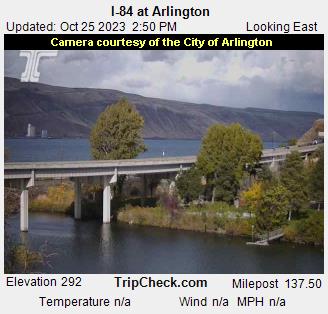 I-84 at Arlington
Updated: Oct 25 2023 2:50 PM Looking East
Camera courtesy of the City of Arlington
Elevation 292 TripCheck.com Milepost 137.50
Temperature n/a Wind n/a MPH n/a